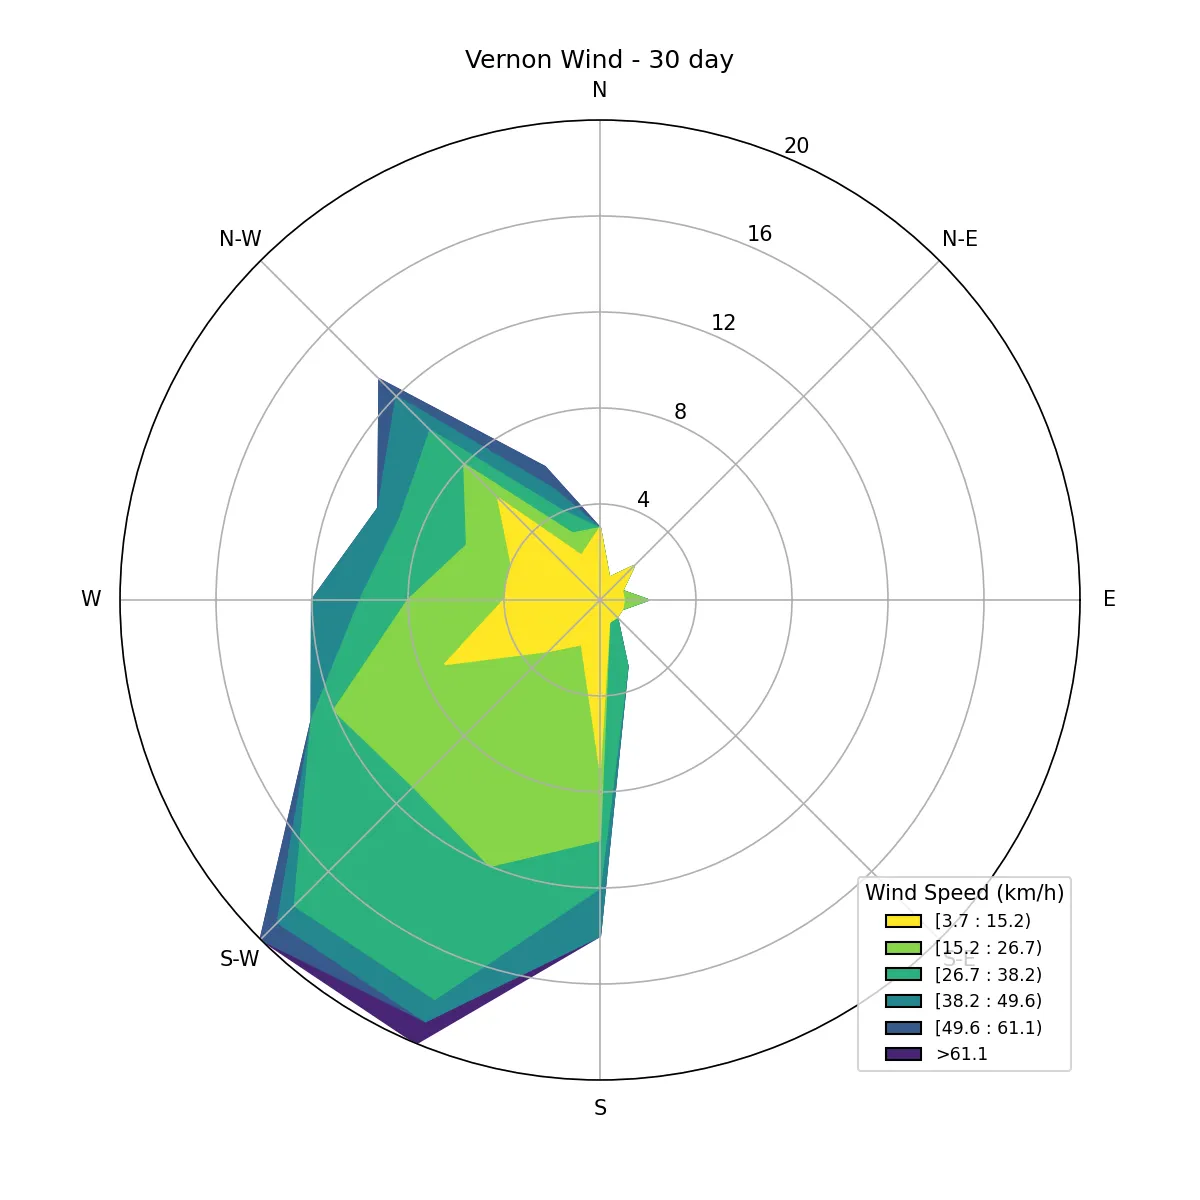 Vernon Wind - 30 day
N
20
16
N-W
N-E
12
8
4
W
E
Wind Speed (km/h)
[3.7 : 15.2)
[15.2 : 26.7)
S-W
S-E
[26.7 : 38.2)
[38.2 : 49.6)
[49.6 : 61.1)
>61.1
S